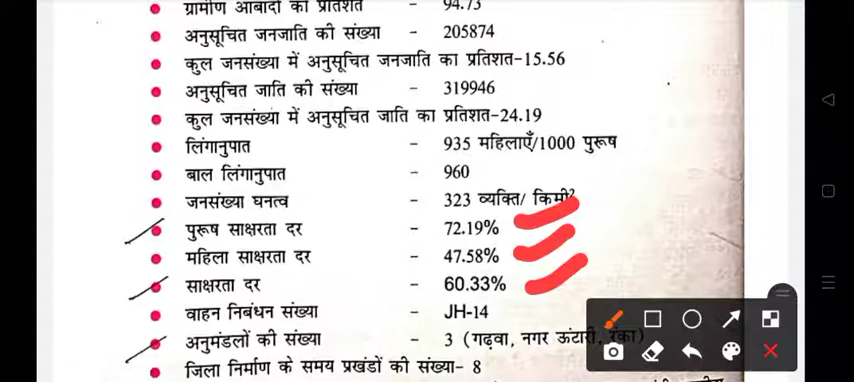 ग्रामीण आबादी का प्रतिशत - 94.73
अनुसूचित जनजाति की संख्या - 205874
कुल जनसंख्या में अनुसूचित जनजाति का प्रतिशत-15.56
अनुसूचित जाति की संख्या - 319946
कुल जनसंख्या में अनुसूचित जाति का प्रतिशत-24.19
लिंगानुपात - 935 महिलाएँ/1000 पुरूष
बाल लिंगानुपात - 960
जनसंख्या घनत्व - 323 व्यक्ति/ किमी²
पुरूष साक्षरता दर - 72.19%
महिला साक्षरता दर - 47.58%
साक्षरता दर - 60.33%
वाहन निबंधन संख्या - JH-14
अनुमंडलों की संख्या - 3 (गढ़वा, नगर ऊंटारी, रंका)
जिला निर्माण के समय प्रखंडों की संख्या- 8